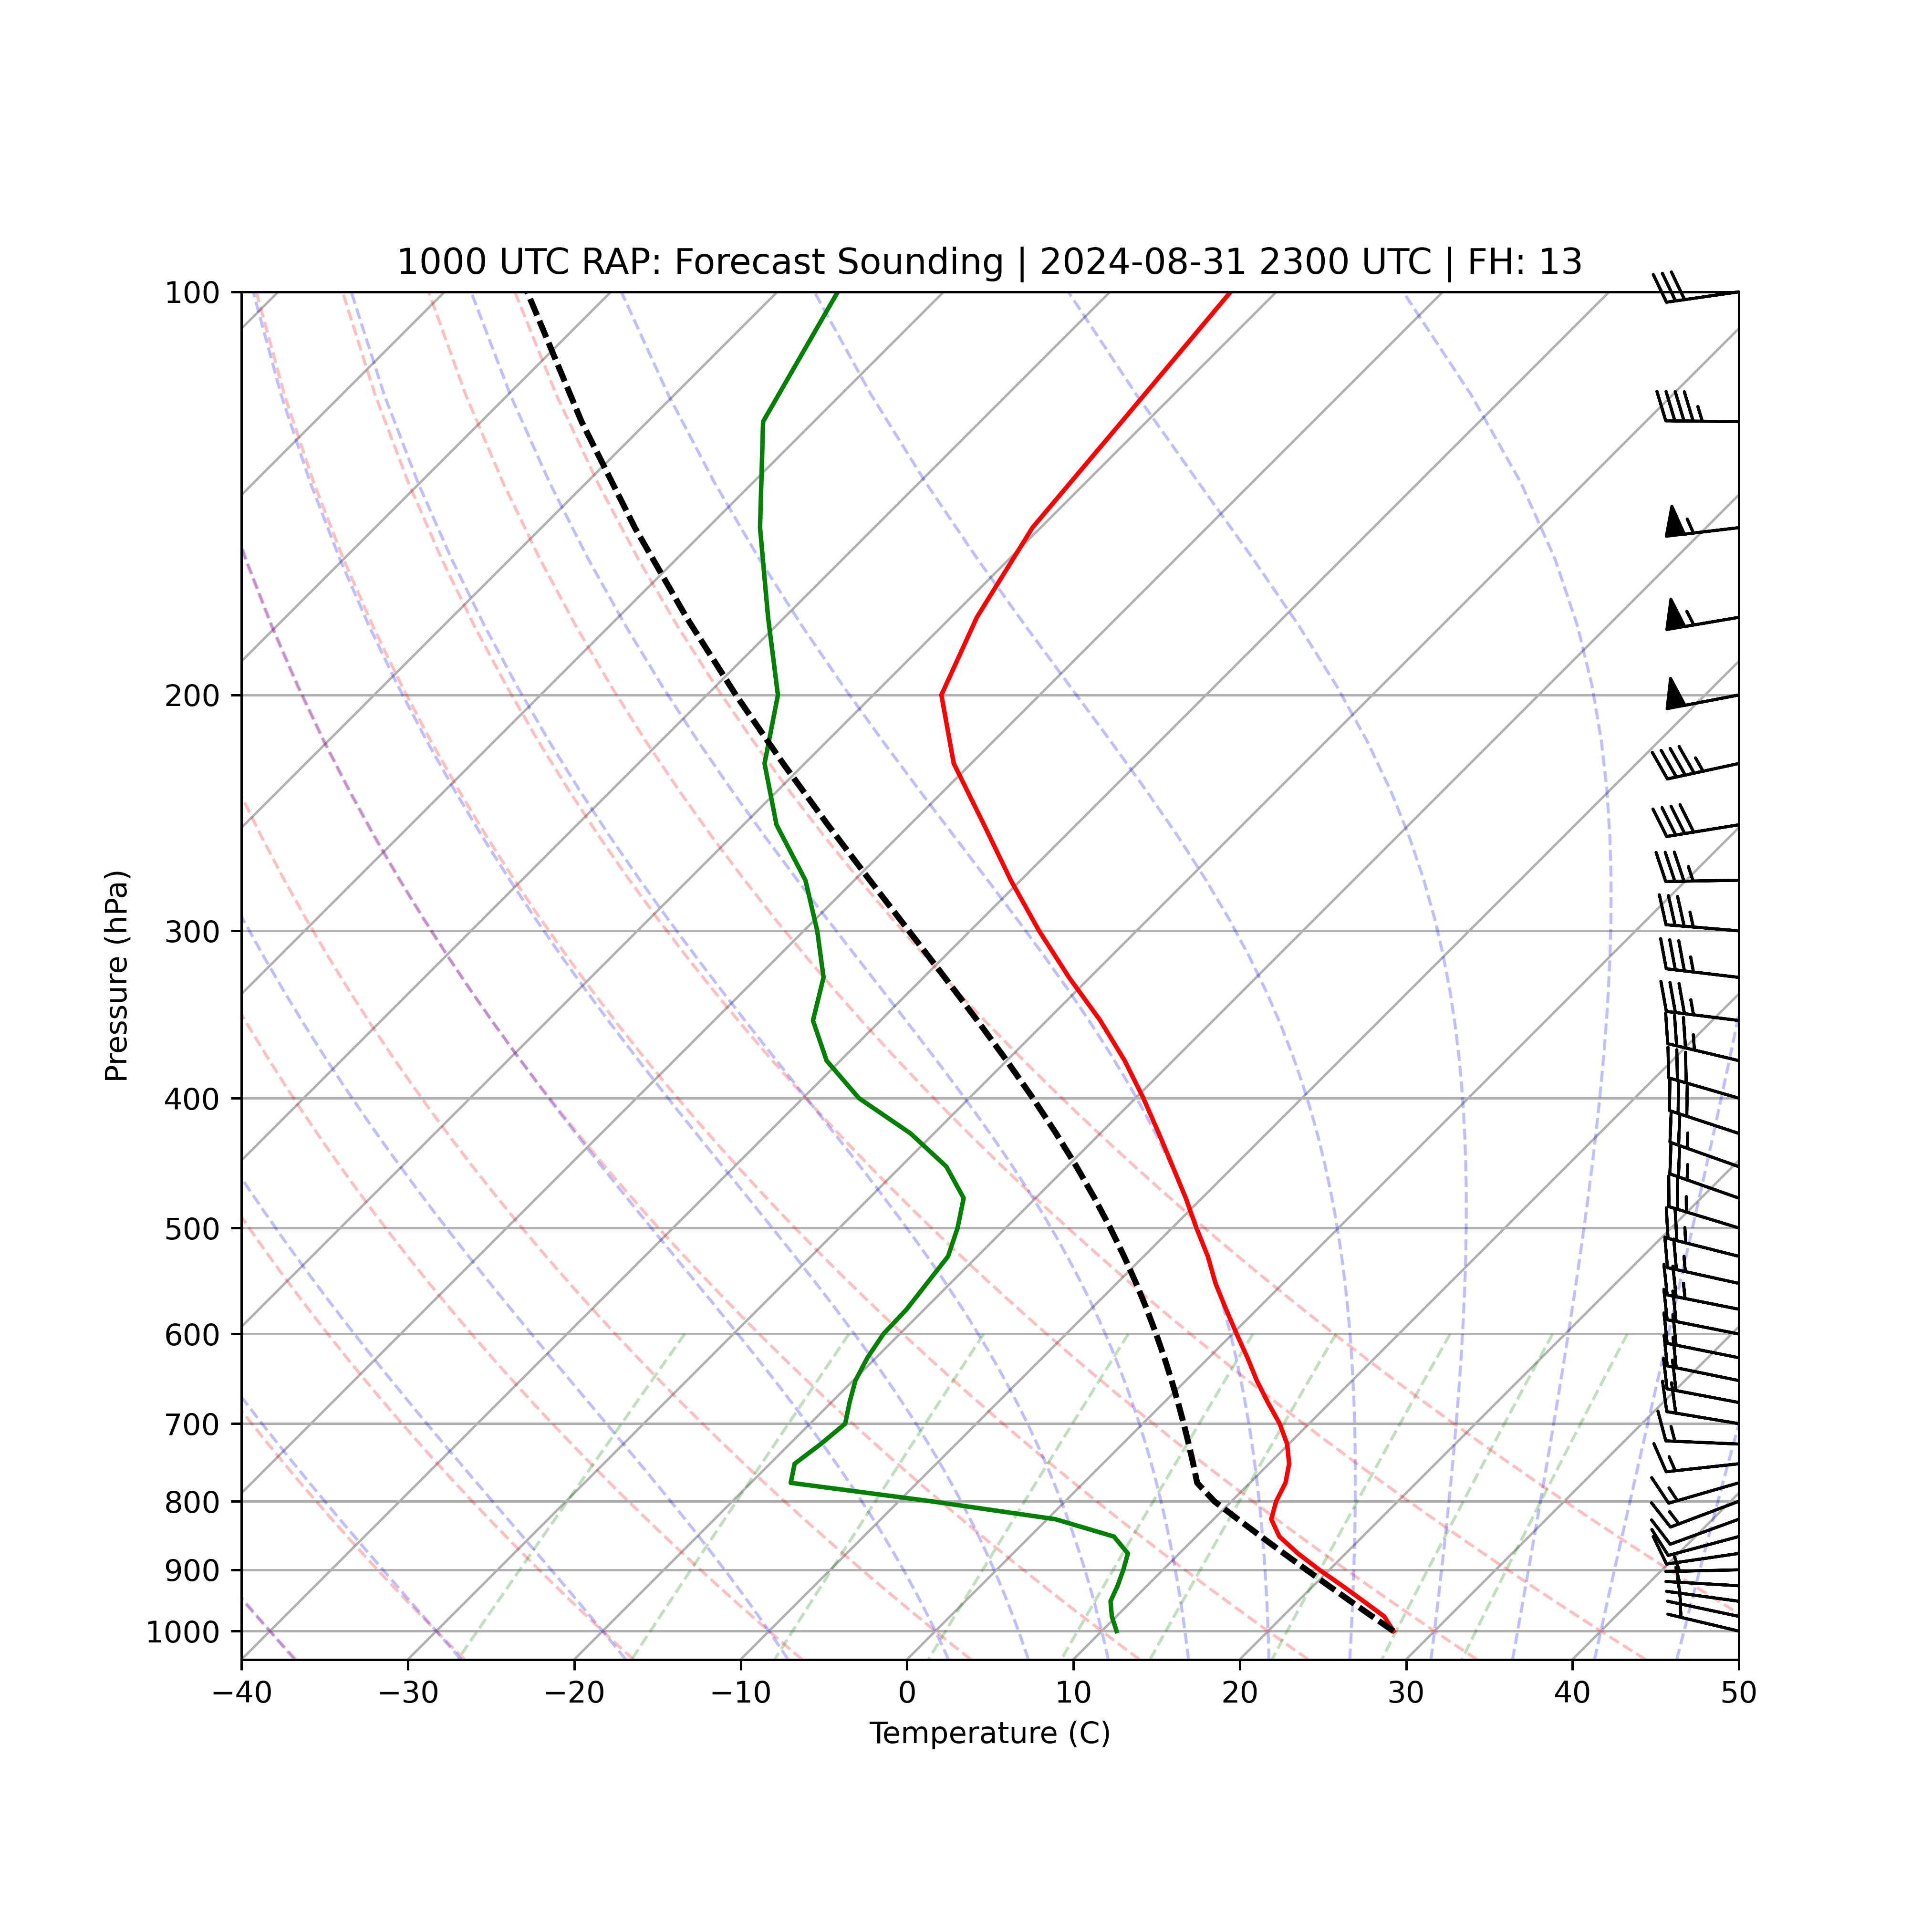 1000 UTC RAP: Forecast Sounding | 2024-08-31 2300 UTC | FH: 13
100
200
300
400
500
600
700
800
900
1000
Pressure (hPa)
−40 −30 −20 −10 0 10 20 30 40 50
Temperature (C)